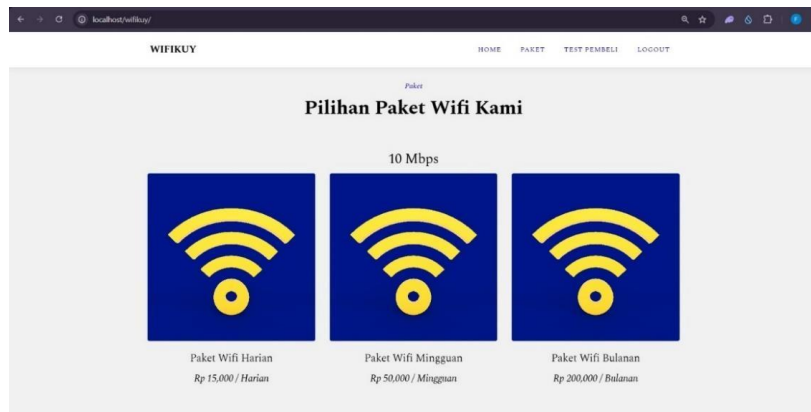 localhost/wifikuy/
WIFIKUY
HOME PAKET TEST PEMBELI LOGOUT
Paket
Pilihan Paket Wifi Kami
10 Mbps
Paket Wifi Harian Paket Wifi Mingguan Paket Wifi Bulanan
Rp 15,000 / Harian Rp 50,000 / Mingguan Rp 200,000 / Bulanan